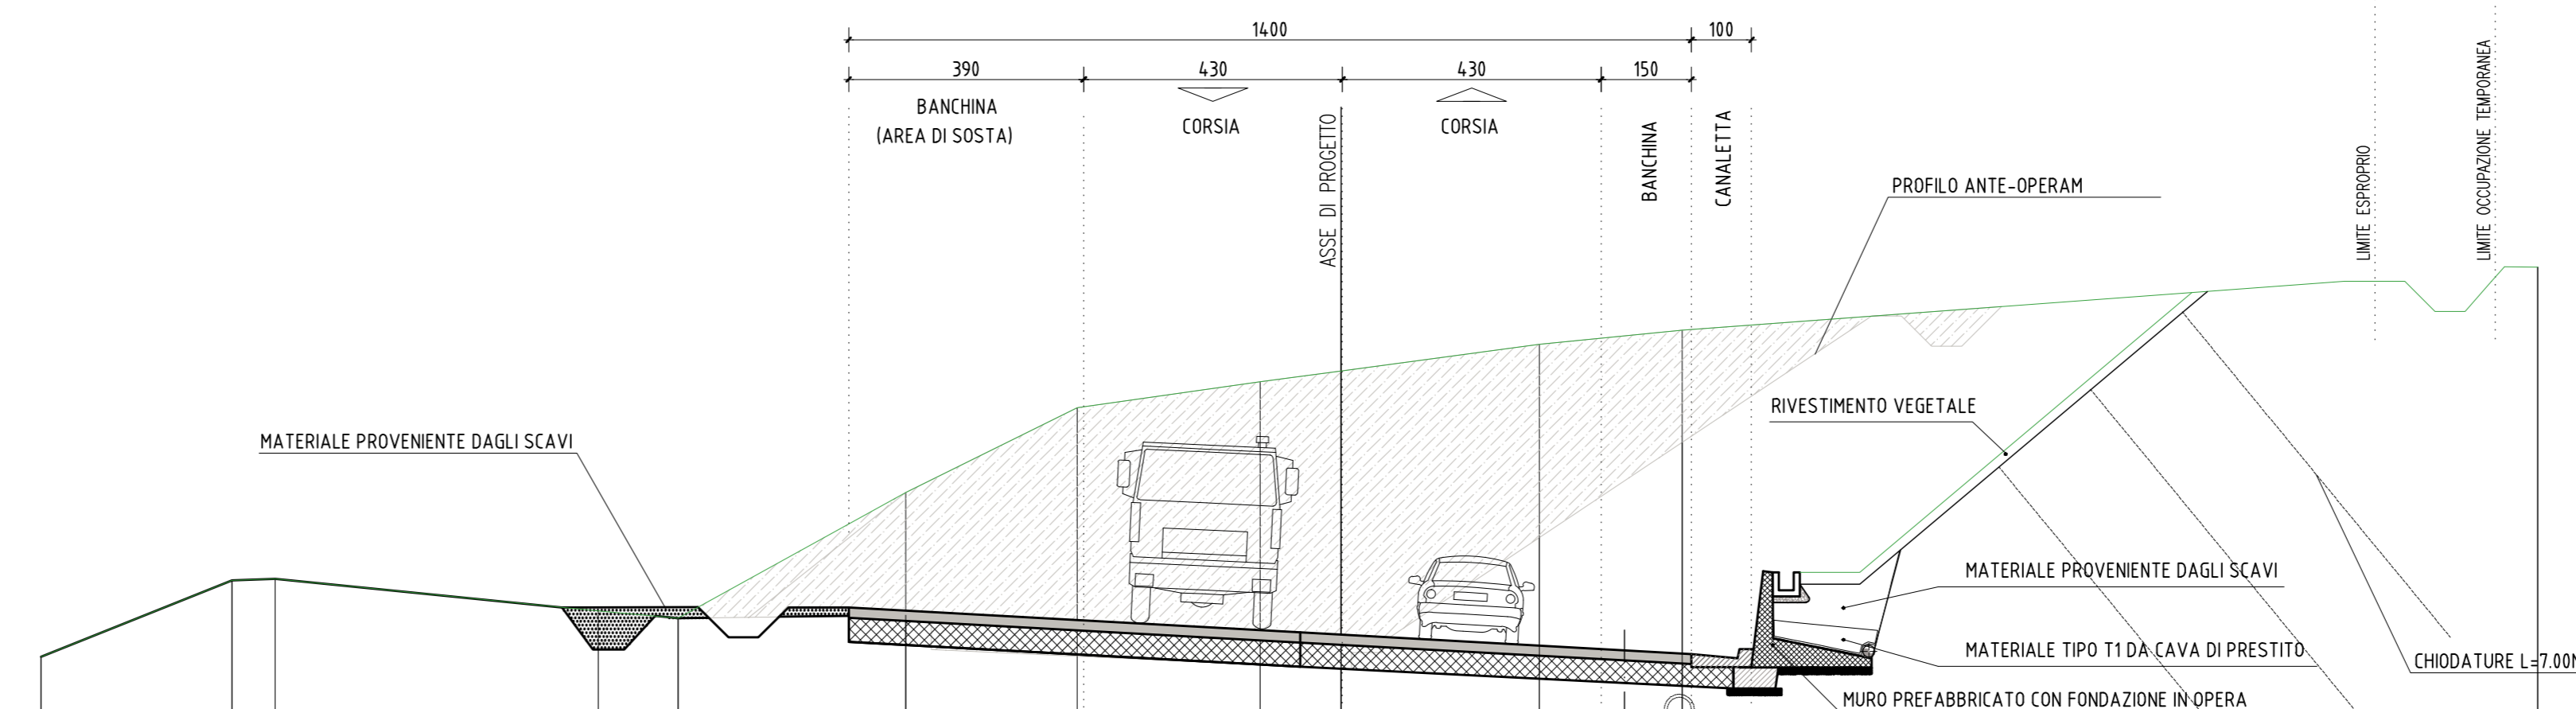 1400
100
390
430
430
150
BANCHINA
(AREA DI SOSTA)
CORSIA
CORSIA
ASSE DI PROGETTO
BANCHINA
CANALETTA
LIMITE ESPROPRIO
LIMITE OCCUPAZIONE TEMPORANEA
PROFILO ANTE-OPERAM
RIVESTIMENTO VEGETALE
MATERIALE PROVENIENTE DAGLI SCAVI
MATERIALE PROVENIENTE DAGLI SCAVI
MATERIALE TIPO T1 DA CAVA DI PRESTITO
CHIODATURE L=7.00M
MURO PREFABBRICATO CON FONDAZIONE IN OPERA